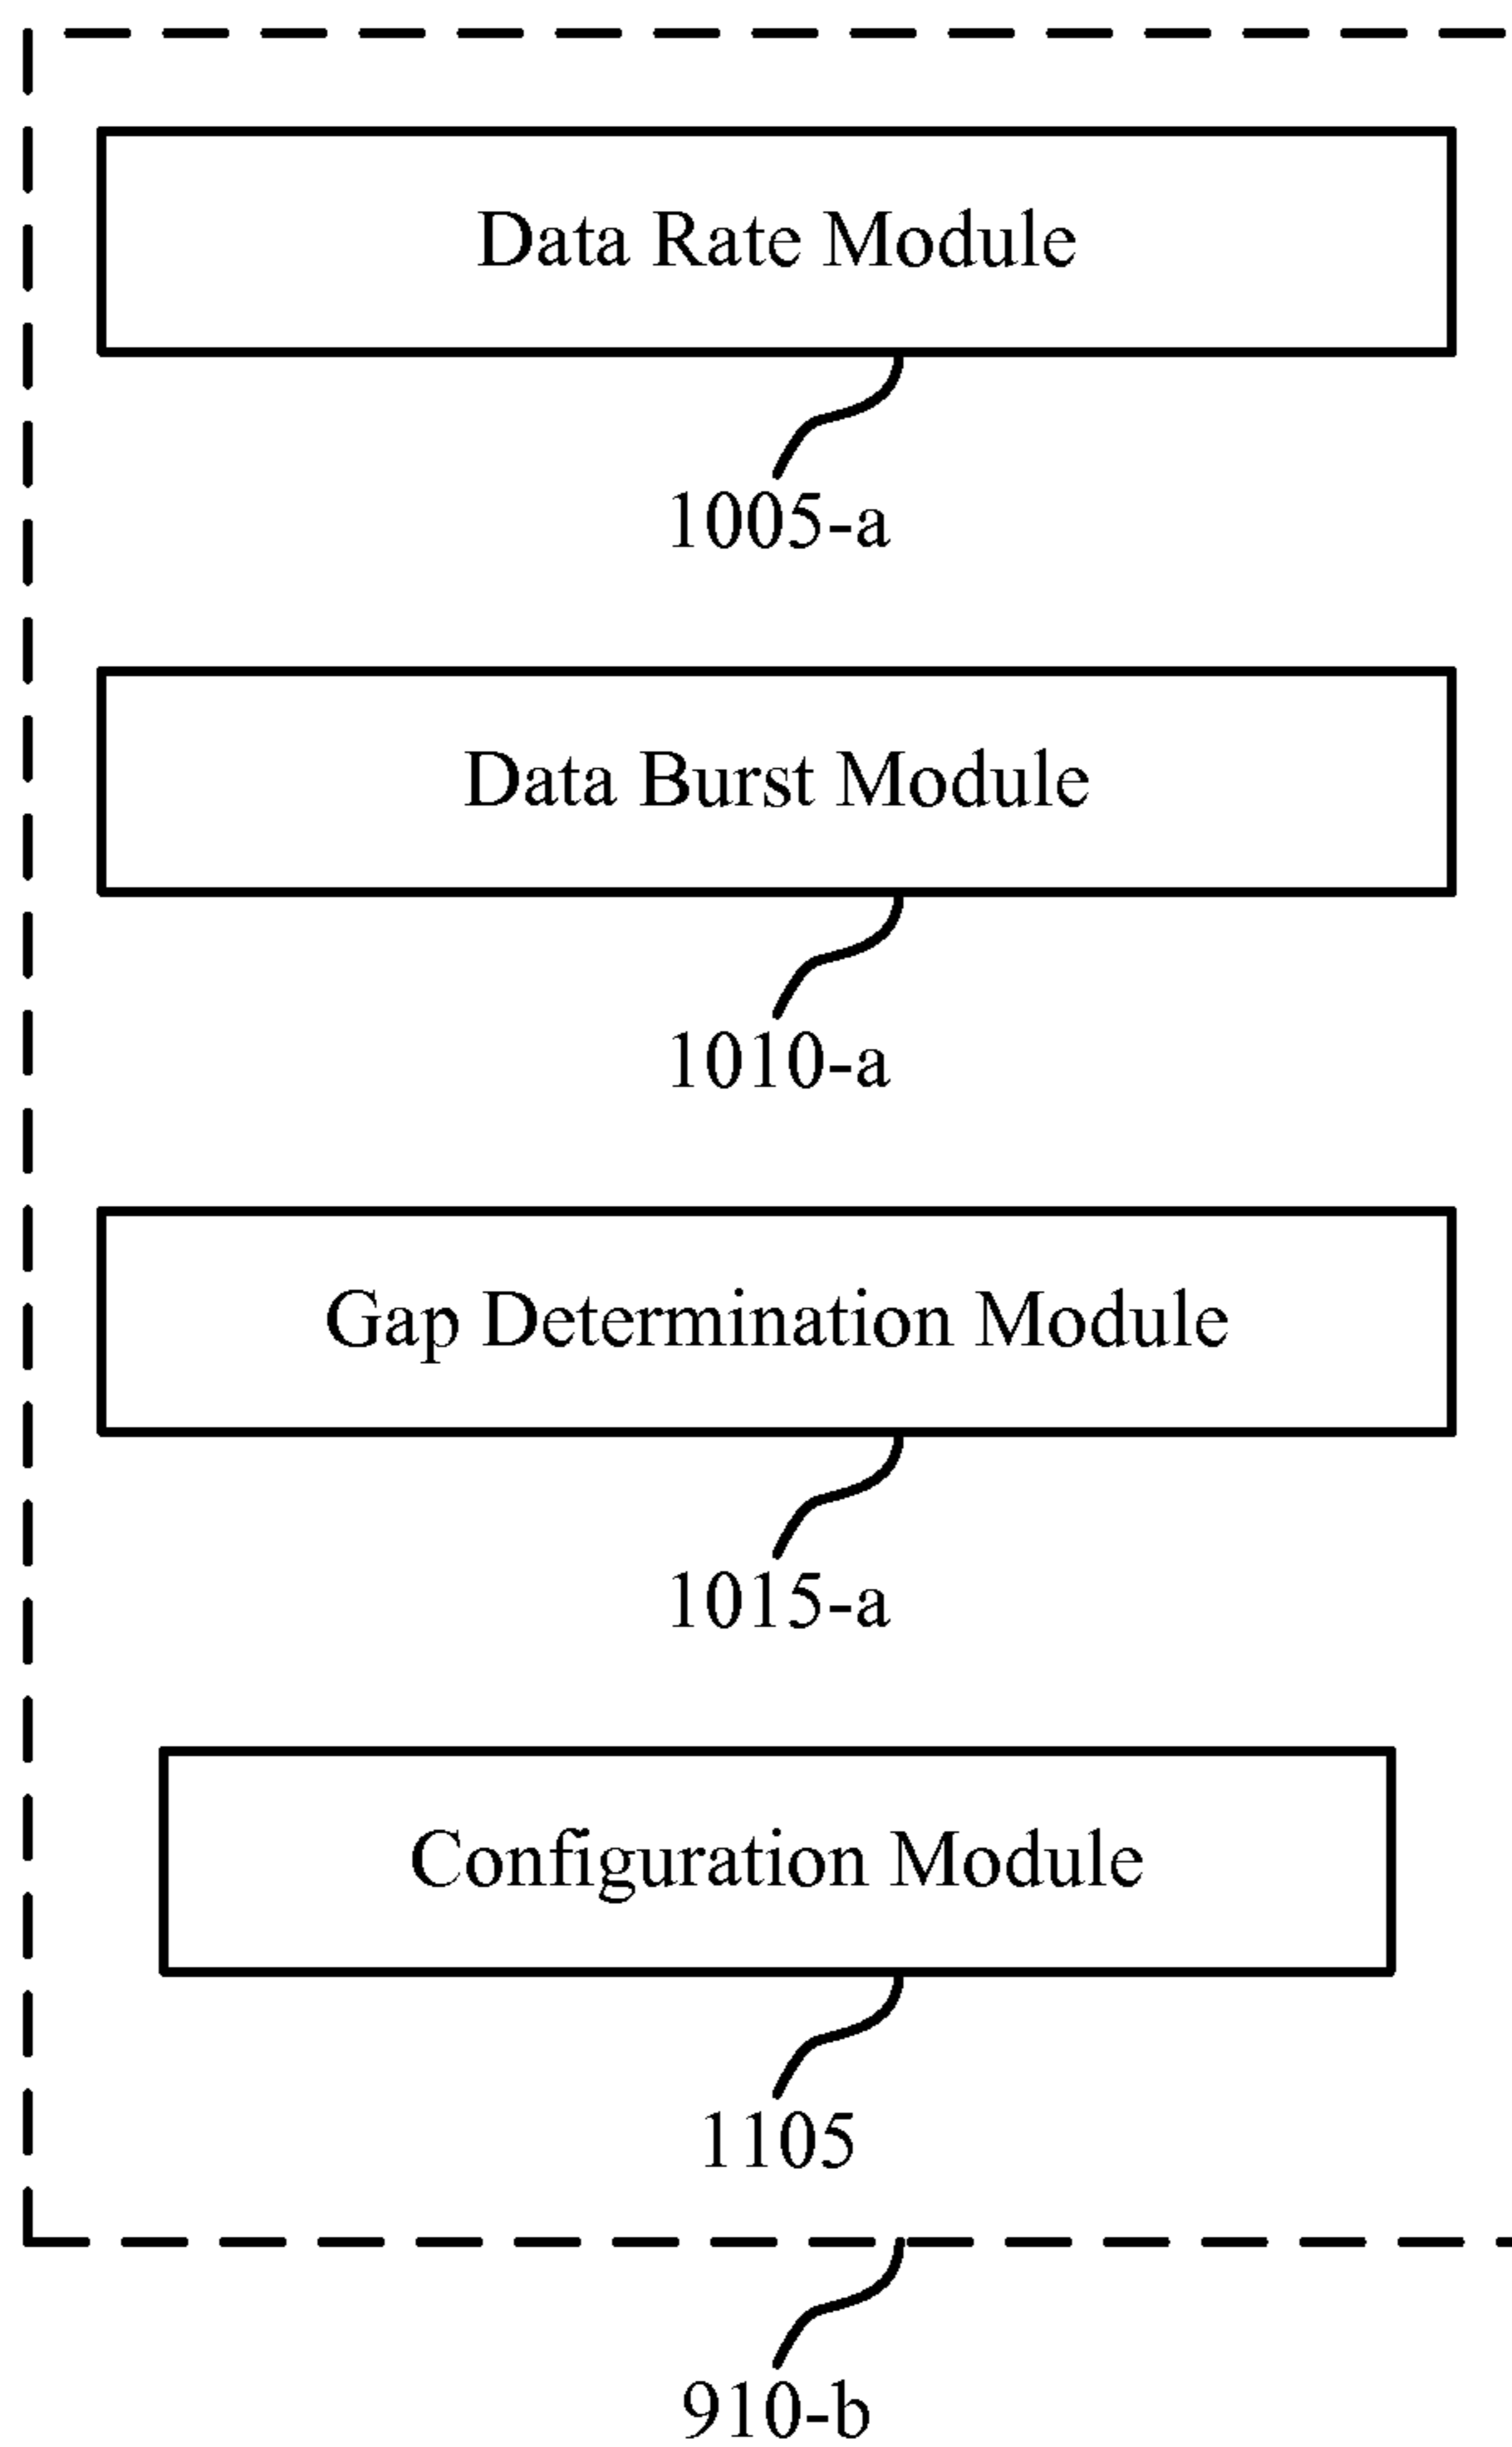 Data Rate Module
1005-a
Data Burst Module
1010-a
Gap Determination Module
1015-a
Configuration Module
1105
910-b